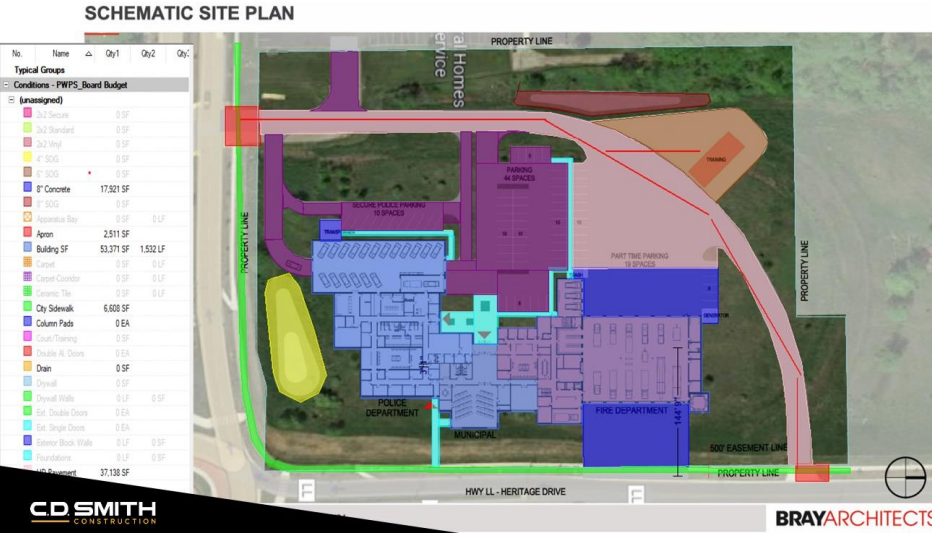 SCHEMATIC SITE PLAN
No. Name Qty1 Qty2 Qty3
Typical Groups
Conditions - PWPS_Board Budget
(unassigned)
2x2 Secure 0 SF
2x2 Standard 0 SF
2x2 Vinyl 0 SF
4" SOG 0 SF
6" SOG 0 SF
8" Concrete 17,921 SF
8" SOG 0 SF
Apparatus Bay 0 SF 0 LF
Apron 2,511 SF
Building SF 53,371 SF 1,532 LF
Carpet 0 SF 0 LF
Carpet-Corridor 0 SF 0 LF
Ceramic Tile 0 SF 0 LF
City Sidewalk 6,608 SF
Column Pads 0 EA
Court/Training 0 SF
Double Al. Doors 0 EA
Drain 0 SF
Drywall 0 SF
Drywall Walls 0 LF 0 SF
Ext. Double Doors 0 EA
Ext. Single Doors 0 EA
Exterior Block Walls 0 LF 0 SF
Foundations 0 LF 0 SF
HD Pavement 37,138 SF
PROPERTY LINE
al Homes
ervice
TRAINING
PARKING
44 SPACES
SECURE POLICE PARKING
10 SPACES
PROPERTY LINE
PART TIME PARKING
19 SPACES
PROPERTY LINE
GENERATOR
POLICE
DEPARTMENT
MUNICIPAL
FIRE DEPARTMENT
144' 9"
500' EASEMENT LINE
PROPERTY LINE
HWY LL - HERITAGE DRIVE
C.D. SMITH
CONSTRUCTION
BRAYARCHITECTS